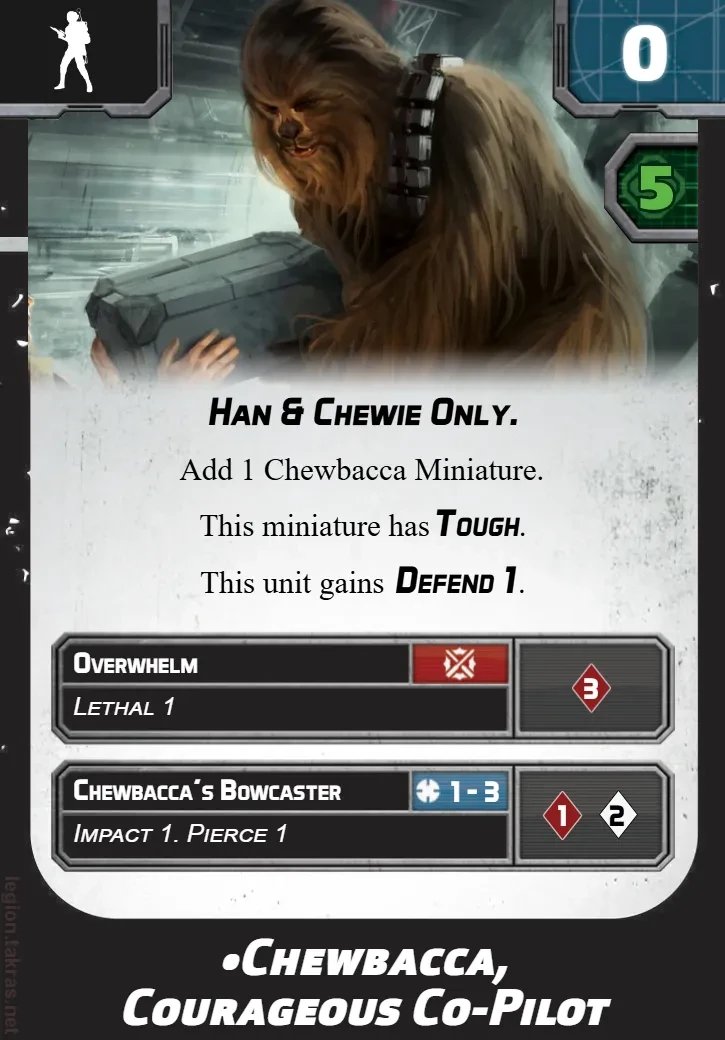 0
5
HAN & CHEWIE ONLY.
Add 1 Chewbacca Miniature.
This miniature has TOUGH.
This unit gains DEFEND 1.
OVERWHELM
3
LETHAL 1
CHEWBACCA´S BOWCASTER 1-3
1 2
IMPACT 1. PIERCE 1
•CHEWBACCA,
COURAGEOUS CO-PILOT
legion.takras.net